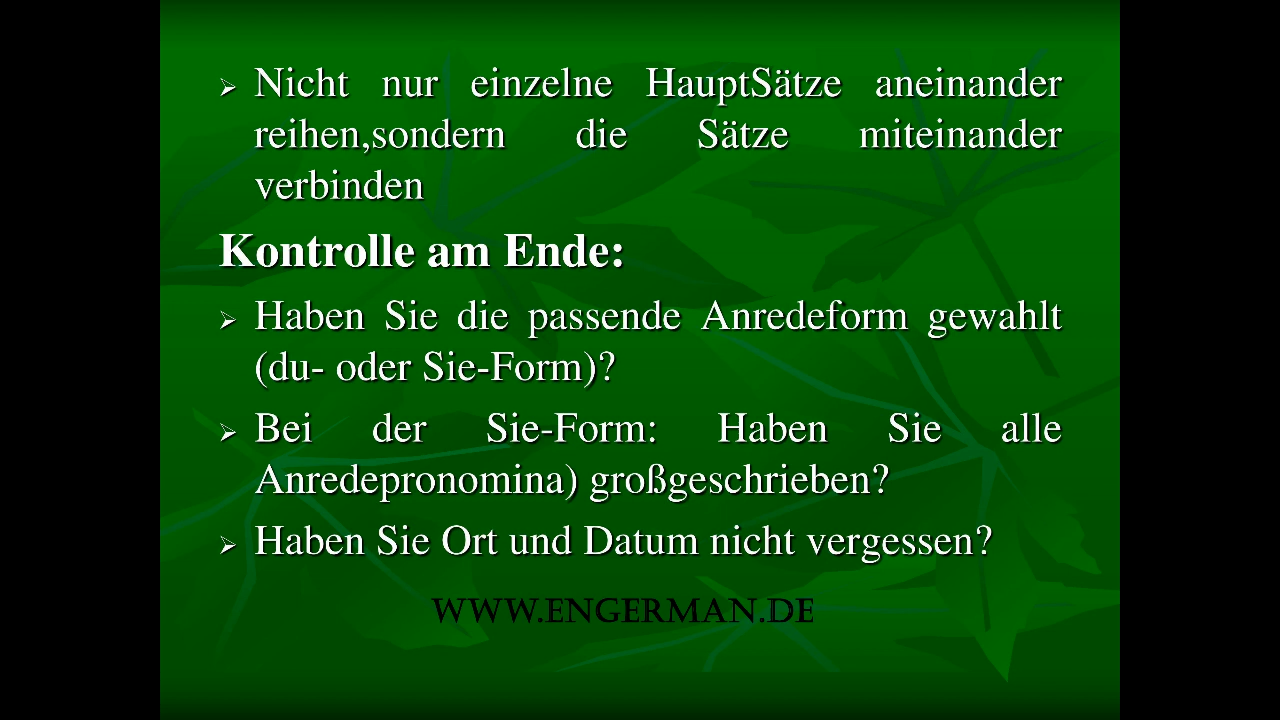 Nicht nur einzelne HauptSätze aneinander
reihen,sondern die Sätze miteinander
verbinden
Kontrolle am Ende:
Haben Sie die passende Anredeform gewahlt
(du- oder Sie-Form)?
Bei der Sie-Form: Haben Sie alle
Anredepronomina) großgeschrieben?
Haben Sie Ort und Datum nicht vergessen?
WWW.ENGERMAN.DE